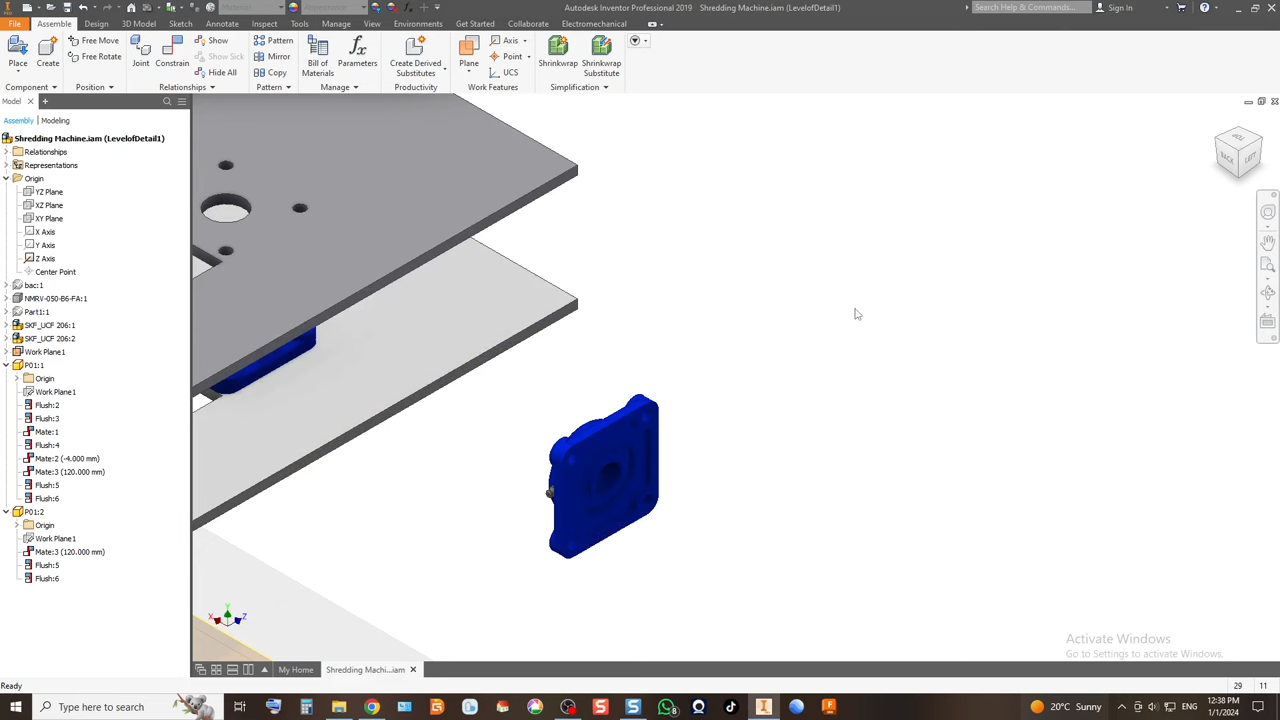 Materials
Appearance
Autodesk Inventor Professional 2019 Shredding Machine.iam (LevelofDetail1)
Search Help & Commands...
Sign In
File
Assemble
Design
3D Model
Sketch
Annotate
Inspect
Tools
Manage
View
Environments
Get Started
Collaborate
Electromechanical
Place
Create
Free Move
Free Rotate
Joint
Constrain
Show
Show Sick
Hide All
Pattern
Mirror
Copy
Bill of
Materials
Parameters
Create Derived
Substitutes
Plane
Axis
Point
UCS
Shrinkwrap
Shrinkwrap
Substitute
Component
Position
Relationships
Pattern
Manage
Productivity
Work Features
Simplification
Model
Assembly
Modeling
Shredding Machine.iam (LevelofDetail1)
Relationships
Representations
Origin
YZ Plane
XZ Plane
XY Plane
X Axis
Y Axis
Z Axis
Center Point
bac:1
NMRV-050-B6-FA:1
Part1:1
SKF_UCF 206:1
SKF_UCF 206:2
Work Plane1
P01:1
Origin
Work Plane1
Flush:2
Flush:3
Mate:1
Flush:4
Mate:2 (-4.000 mm)
Mate:3 (120.000 mm)
Flush:5
Flush:6
P01:2
Origin
Work Plane1
Mate:3 (120.000 mm)
Flush:5
Flush:6
TOP
BACK
LEFT
X
Y
Z
Activate Windows
Go to Settings to activate Windows.
My Home
Shredding Machi...iam
Ready
29
11
Type here to search
8
20°C Sunny
ENG
12:38 PM
1/1/2024